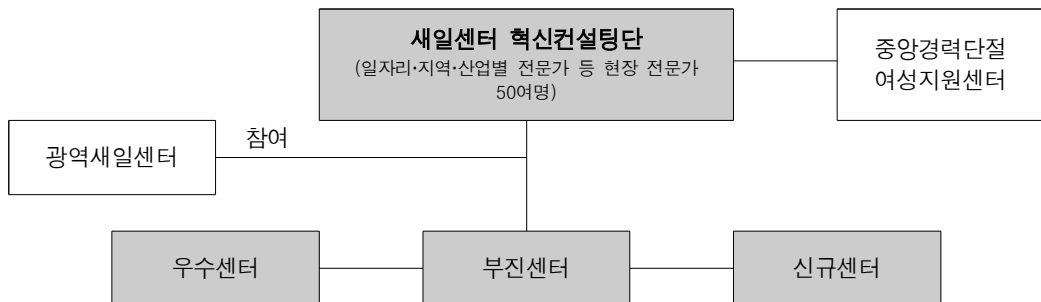 새일센터 혁신컨설팅단
(일자리·지역·산업별 전문가 등 현장 전문가
50여명)
중앙경력단절
여성지원센터
참여
광역새일센터
우수센터
부진센터
신규센터